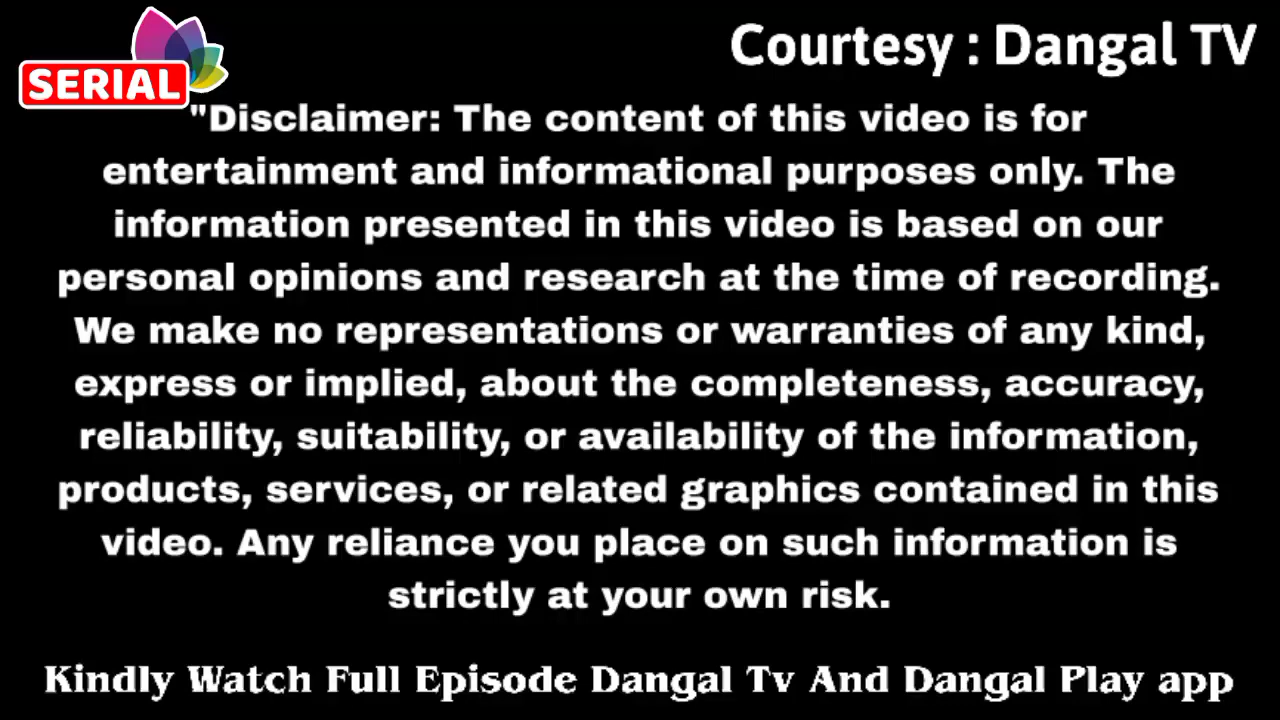 SERIAL
Courtesy : Dangal TV
"Disclaimer: The content of this video is for
entertainment and informational purposes only. The
information presented in this video is based on our
personal opinions and research at the time of recording.
We make no representations or warranties of any kind,
express or implied, about the completeness, accuracy,
reliability, suitability, or availability of the information,
products, services, or related graphics contained in this
video. Any reliance you place on such information is
strictly at your own risk.
Kindly Watch Full Episode Dangal Tv And Dangal Play app